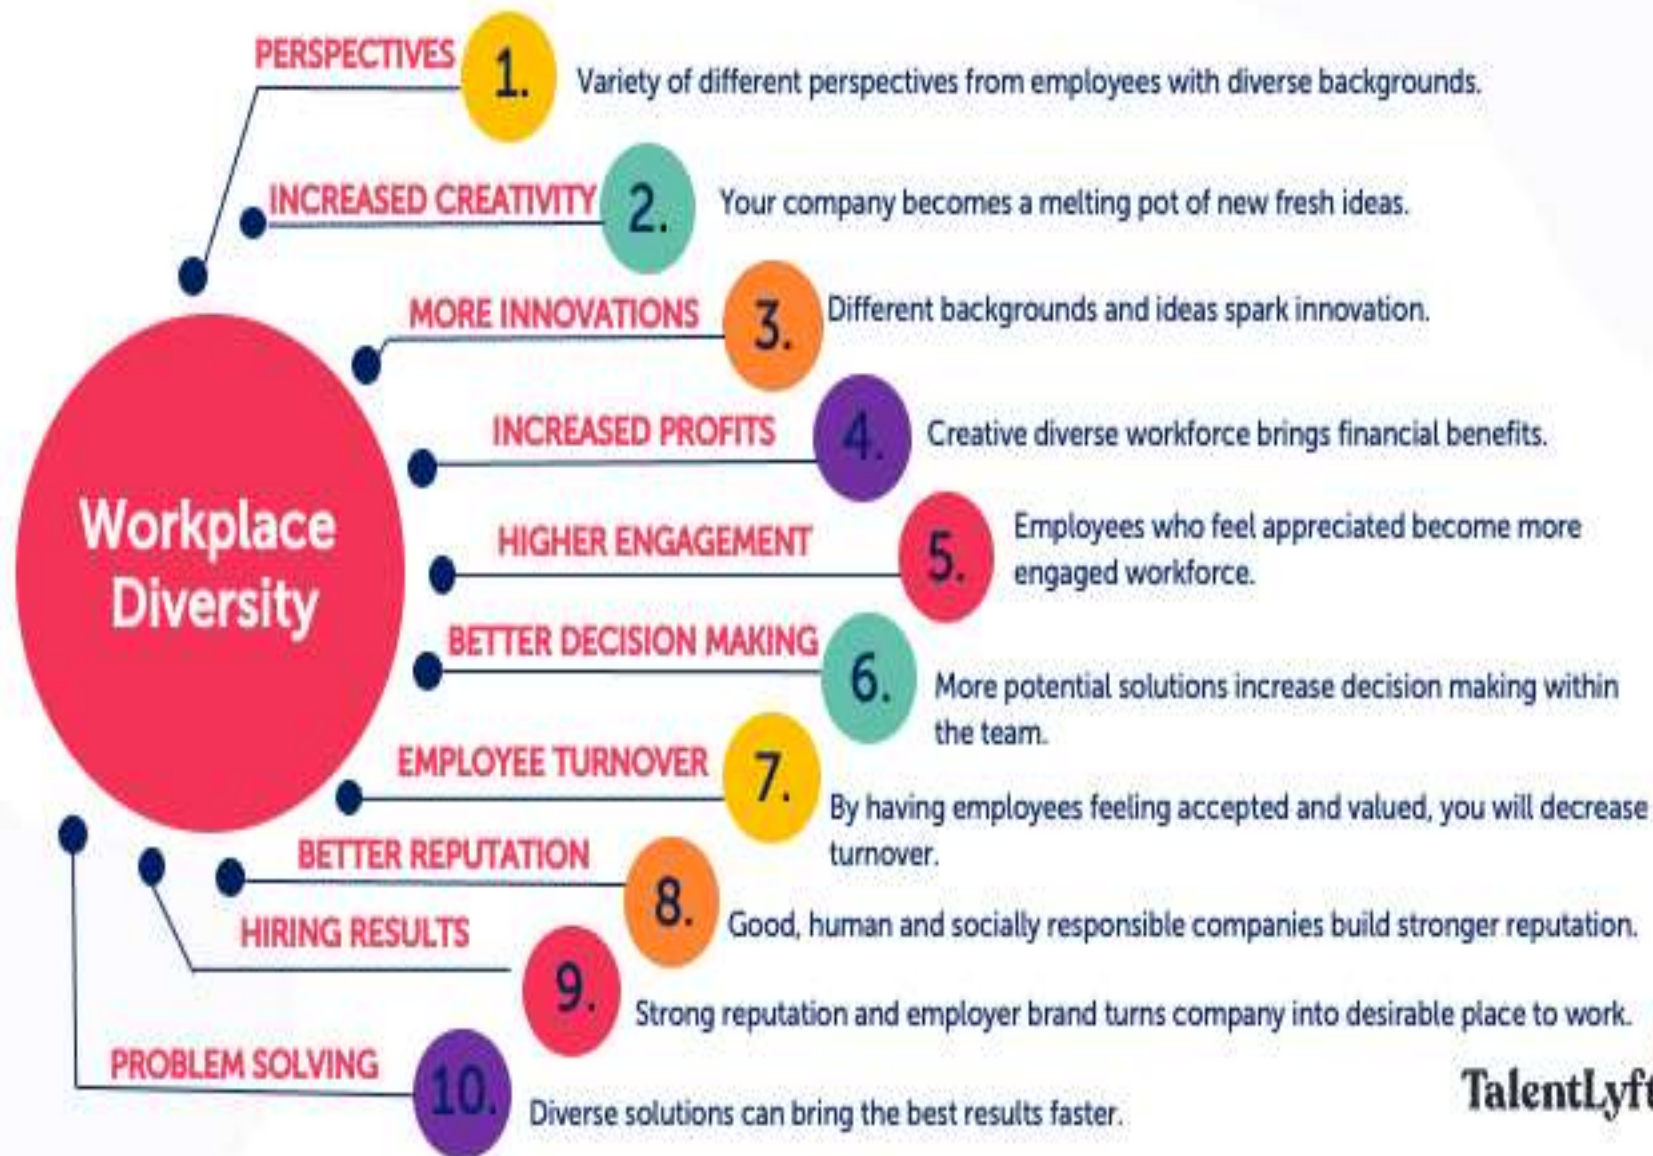 PERSPECTIVES
1.
Variety of different perspectives from employees with diverse backgrounds.
INCREASED CREATIVITY
2.
Your company becomes a melting pot of new fresh ideas.
MORE INNOVATIONS
3.
Different backgrounds and ideas spark innovation.
INCREASED PROFITS
4.
Creative diverse workforce brings financial benefits.
Workplace
Diversity
HIGHER ENGAGEMENT
5.
Employees who feel appreciated become more
engaged workforce.
BETTER DECISION MAKING
6.
More potential solutions increase decision making within
the team.
EMPLOYEE TURNOVER
7.
By having employees feeling accepted and valued, you will decrease
turnover.
BETTER REPUTATION
8.
Good, human and socially responsible companies build stronger reputation.
HIRING RESULTS
9.
Strong reputation and employer brand turns company into desirable place to work.
PROBLEM SOLVING
10.
Diverse solutions can bring the best results faster.
TalentLyft